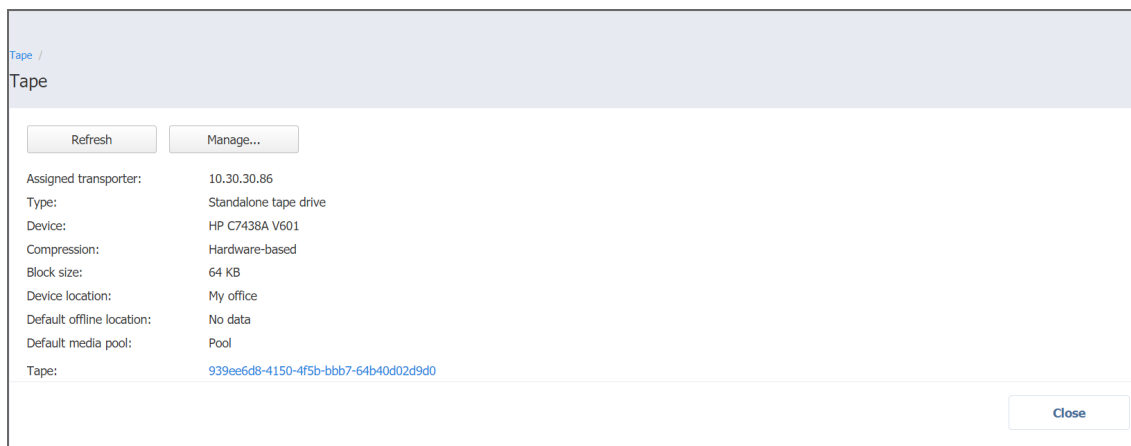 Tape /
Tape
Refresh Manage...
Assigned transporter: 10.30.30.86
Type: Standalone tape drive
Device: HP C7438A V601
Compression: Hardware-based
Block size: 64 KB
Device location: My office
Default offline location: No data
Default media pool: Pool
Tape: 939ee6d8-4150-4f5b-bbb7-64b40d02d9d0
Close